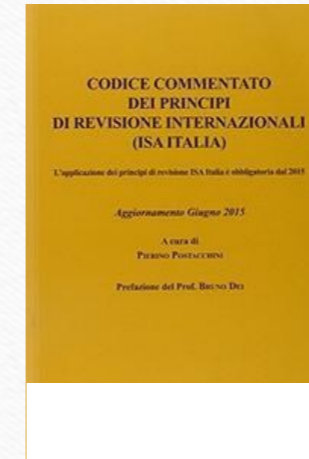 CODICE COMMENTATO
DEI PRINCIPI
DI REVISIONE INTERNAZIONALI
(ISA ITALIA)
L'applicazione dei principi di revisione ISA Italia è obbligatoria dal 2015
Aggiornamento Giugno 2015
A cura di
PIERINO POSTACCHINI
Prefazione del Prof. BRUNO DEI